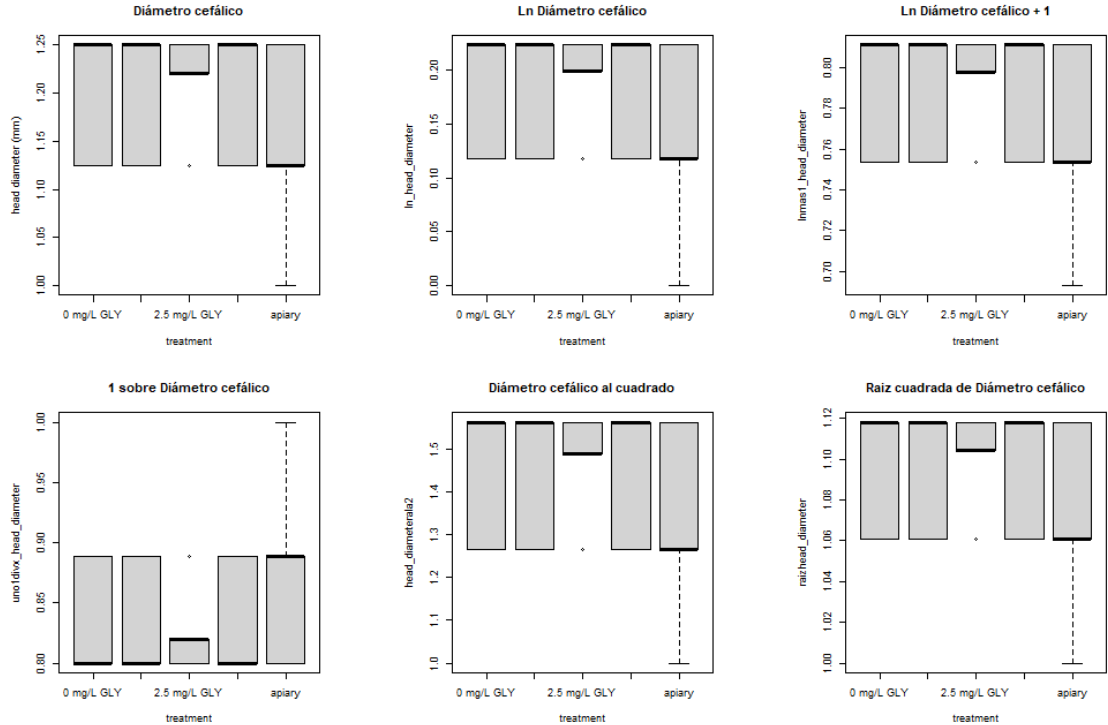 Diámetro cefálico
head diameter (mm)
1.25
1.20
1.15
1.10
1.05
1.00
0 mg/L GLY 2.5 mg/L GLY apiary
treatment
Ln Diámetro cefálico
ln_head_diameter
0.20
0.15
0.10
0.05
0.00
0 mg/L GLY 2.5 mg/L GLY apiary
treatment
Ln Diámetro cefálico + 1
lnmas1_head_diameter
0.80
0.78
0.76
0.74
0.72
0.70
0 mg/L GLY 2.5 mg/L GLY apiary
treatment
1 sobre Diámetro cefálico
uno1divx_head_diameter
1.00
0.95
0.90
0.85
0.80
0 mg/L GLY 2.5 mg/L GLY apiary
treatment
Diámetro cefálico al cuadrado
head_diameterala2
1.5
1.4
1.3
1.2
1.1
1.0
0 mg/L GLY 2.5 mg/L GLY apiary
treatment
Raiz cuadrada de Diámetro cefálico
raizhead_diameter
1.12
1.10
1.08
1.06
1.04
1.02
1.00
0 mg/L GLY 2.5 mg/L GLY apiary
treatment